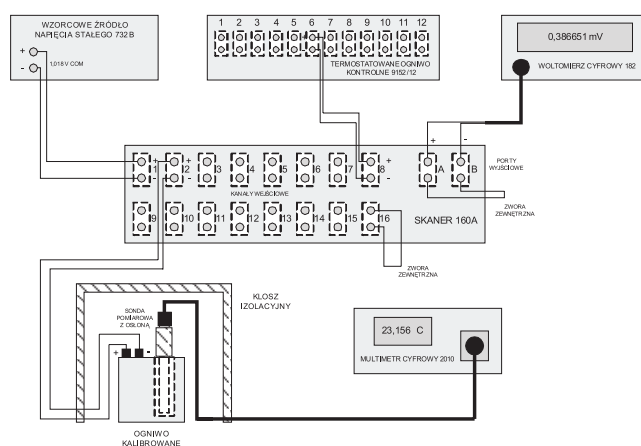 WZORCOWE ŹRÓDŁO
NAPIĘCIA STAŁEGO 732B
+
-
1,018 V COM
1 2 3 4 5 6 7 8 9 10 11 12
TERMOSTATOWANE OGNIWO
KONTROLNE 9152/12
0,386651 mV
WOLTOMIERZ CYFROWY 182
+ -
+ + +
1 2 3 4 5 6 7 8 A B
- - -
PORTY
WYJŚCIOWE
KANAŁY WEJŚCIOWE
ZWORA
ZEWNĘTRZNA
9 10 11 12 13 14 15 16
SKANER 160A
ZWORA
ZEWNĘTRZNA
KLOSZ
IZOLACYJNY
SONDA
POMIAROWA
Z OSŁONĄ
+ -
23,156 C
MULTIMETR CYFROWY 2010
OGNIWO
KALIBROWANE